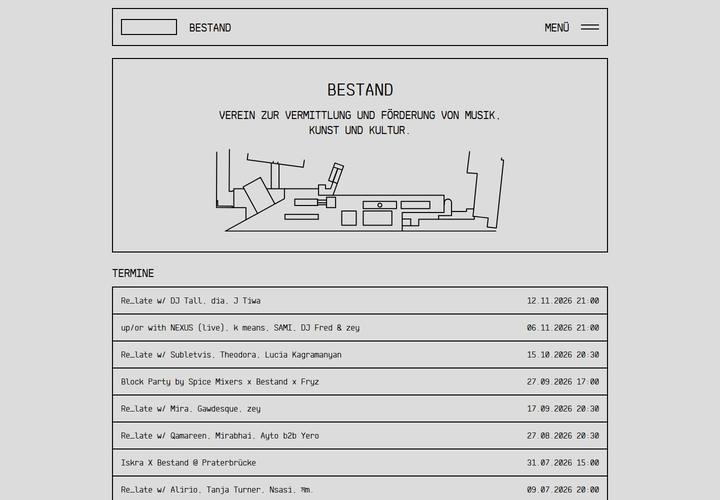 BESTAND
MENÜ
BESTAND
VEREIN ZUR VERMITTLUNG UND FÖRDERUNG VON MUSIK,
KUNST UND KULTUR.
TERMINE
Re_late w/ DJ Tall, dia, J Tiwa 12.11.2026 21:00
up/or with NEXUS (live), k means, SAMI, DJ Fred & zey 06.11.2026 21:00
Re_late w/ Subletvis, Theodora, Lucia Kagramanyan 15.10.2026 20:30
Block Party by Spice Mixers x Bestand x Fryz 27.09.2026 17:00
Re_late w/ Mira, Gawdesque, zey 17.09.2026 20:30
Re_late w/ Qamareen, Mirabhai, Ayto b2b Yero 27.08.2026 20:30
Iskra X Bestand @ Praterbrücke 31.07.2026 15:00
Re_late w/ Alirio, Tanja Turner, Nsasi, 09.07.2026 20:00